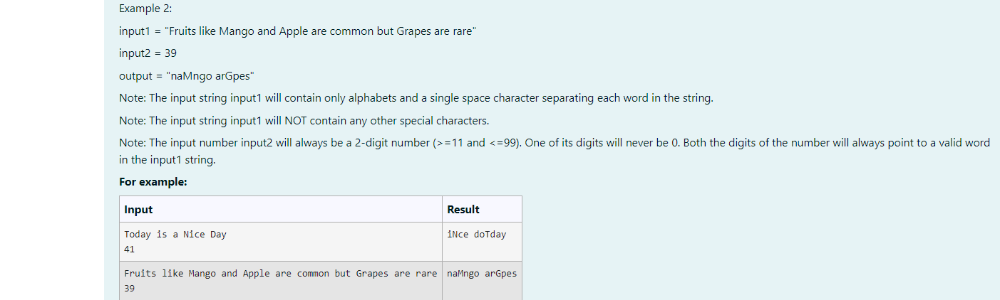 Example 2:
input1 = "Fruits like Mango and Apple are common but Grapes are rare"
input2 = 39
output = "naMngo arGpes"
Note: The input string input1 will contain only alphabets and a single space character separating each word in the string.
Note: The input string input1 will NOT contain any other special characters.
Note: The input number input2 will always be a 2-digit number (>=11 and <=99). One of its digits will never be 0. Both the digits of the number will always point to a valid word
in the input1 string.
For example:
Input Result
Today is a Nice Day iNce doTday
41
Fruits like Mango and Apple are common but Grapes are rare naMngo arGpes
39